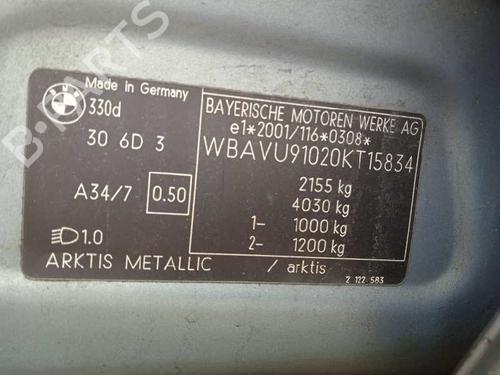 BMW
Made in Germany
330d
BAYERISCHE MOTOREN WERKE AG
e1*2001/116*0308*
30 6D 3
WBAVU91020KT15834
A34/7 0.50
2155 kg
4030 kg
1- 1000 kg
2- 1200 kg
1.0
ARKTIS METALLIC / arktis
2 122 583
B-PARTS